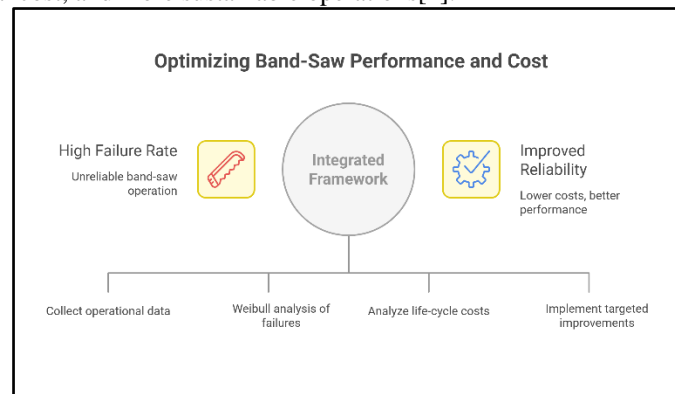 Optimizing Band-Saw Performance and Cost
High Failure Rate
Unreliable band-saw
operation
Integrated
Framework
Improved
Reliability
Lower costs, better
performance
Collect operational data
Weibull analysis of
failures
Analyze life-cycle costs
Implement targeted
improvements